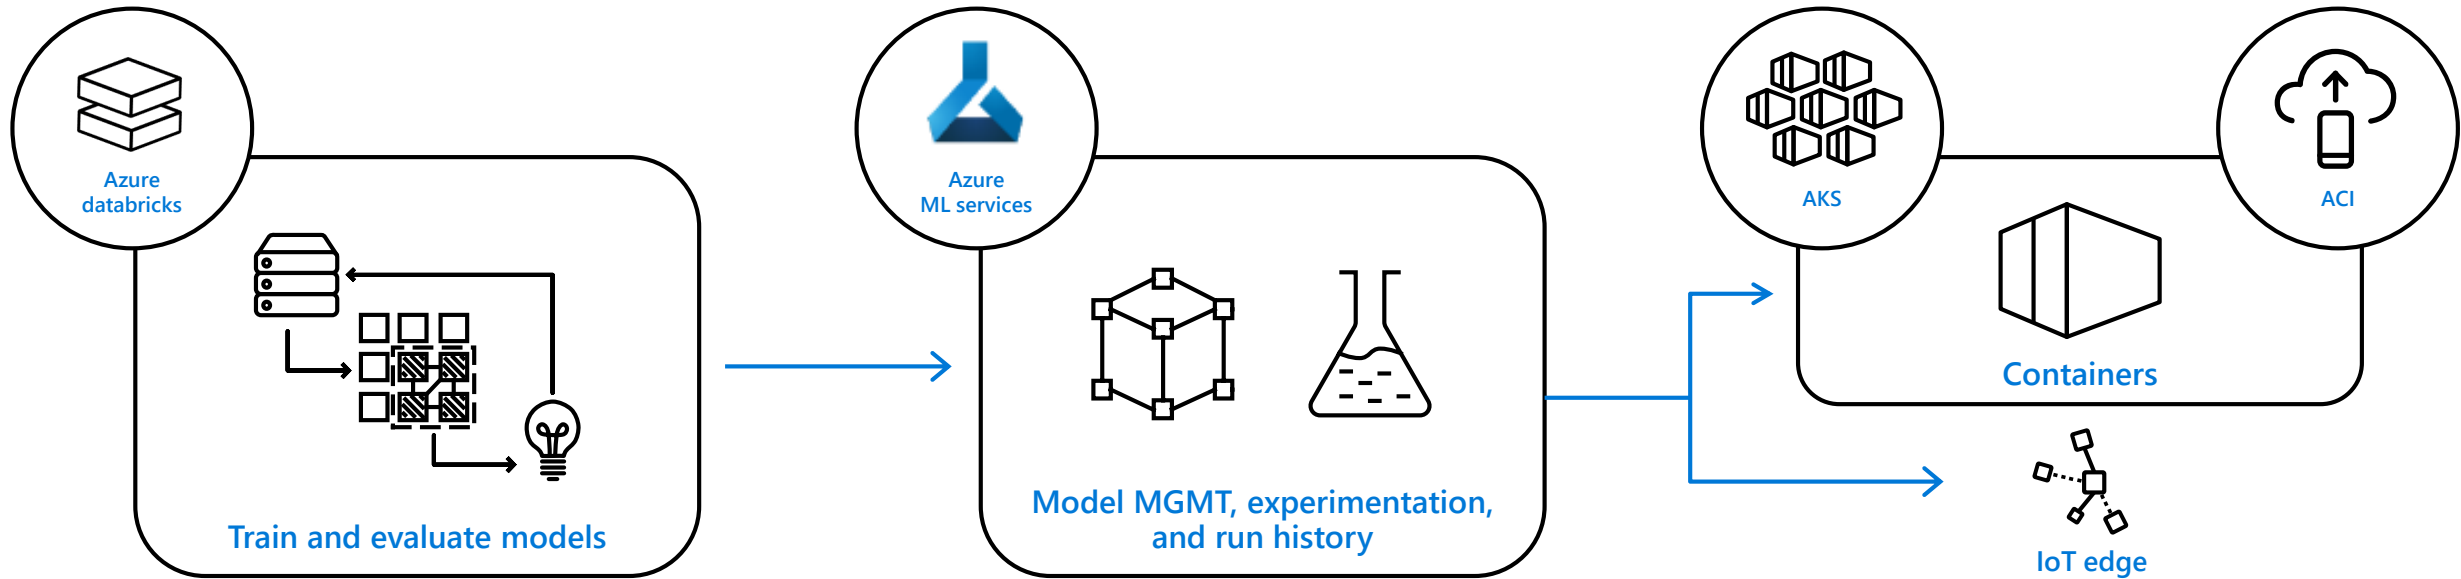 Azure
databricks
Train and evaluate models
Azure
ML services
Model MGMT, experimentation,
and run history
AKS
ACI
Containers
IoT edge